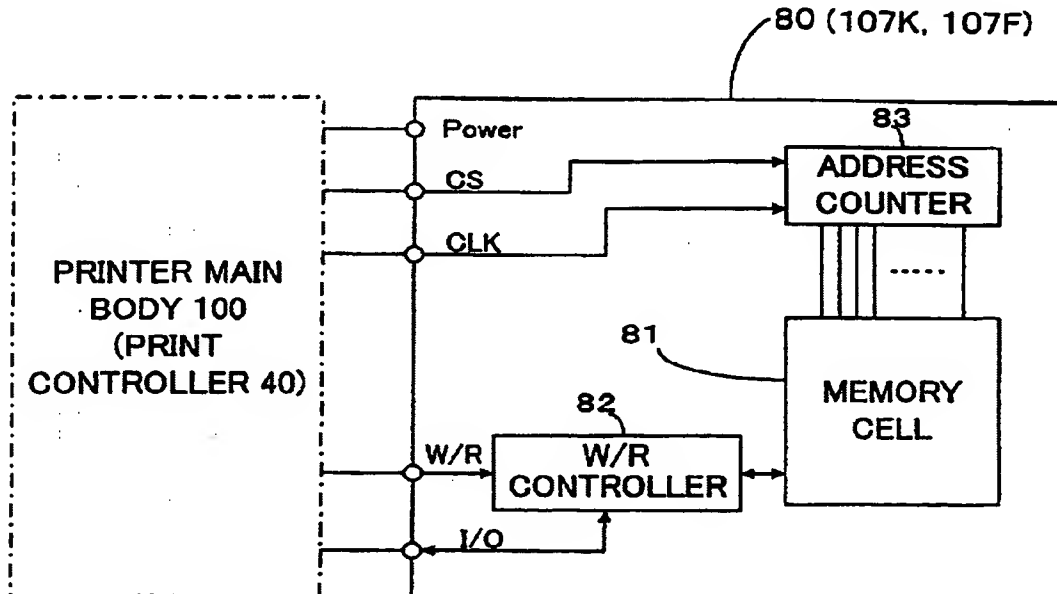 80 (107K, 107F)
Power
83
CS
ADDRESS
COUNTER
CLK
PRINTER MAIN
BODY 100
(PRINT
CONTROLLER 40)
81
MEMORY
CELL
82
W/R
W/R
CONTROLLER
I/O